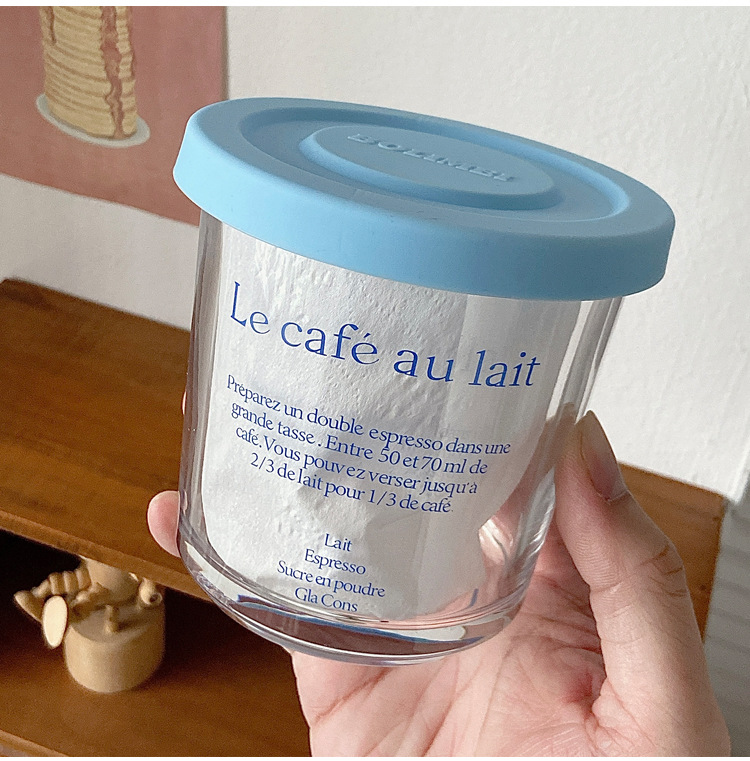 Le café au lait
Préparez un double espresso dans une
grande tasse. Entre 50 et 70 ml de
café. Vous pouvez verser jusqu'à
2/3 de lait pour 1/3 de café.
Lait
Espresso
Sucre en poudre
Gla Cons